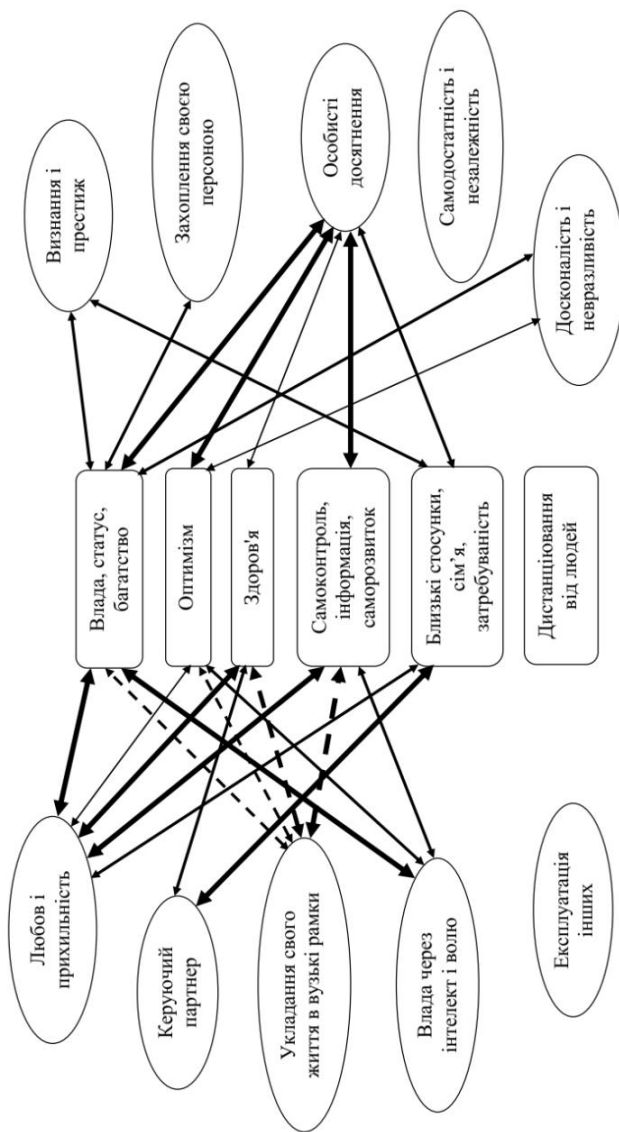 Любов і
прихильність
Керуючий
партнер
Укладання свого
життя в вузькі рамки
Влада через
інтелект і волю
Експлуатація
інших
Влада, статус,
багатство
Оптимізм
Здоров'я
Самоконтроль,
інформація,
саморозвиток
Близькі стосунки,
сім’я,
затребуваність
Дистанціювання
від людей
Визнання і
престиж
Захоплення своєю
персоною
Особисті
досягнення
Самодостатність і
незалежність
Досконалість і
невразливість